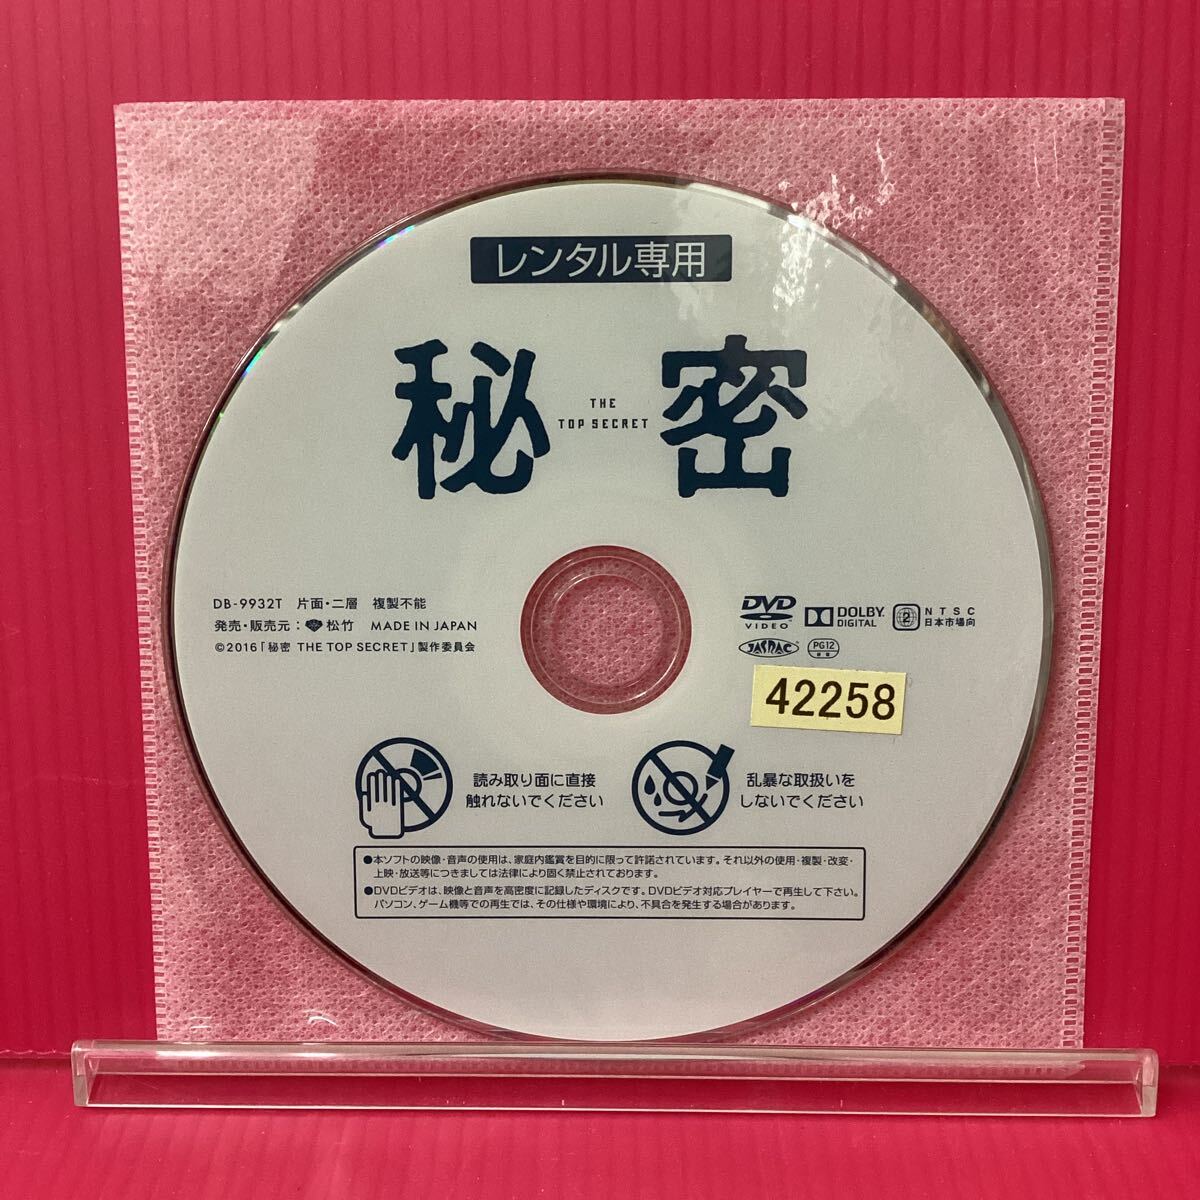 レンタル専用
秘密
THE
TOP SECRET
DB-9932T 片面・二層 複製不能
発売・販売元: 松竹 MADE IN JAPAN
©2016「秘密 THE TOP SECRET」製作委員会
DVD
VIDEO
DOLBY
DIGITAL
2
NTSC
日本市場向
JASRAC
PG12
42258
読み取り面に直接
触れないでください
乱暴な取扱いを
しないでください
●本ソフトの映像・音声の使用は、家庭内鑑賞を目的に限って許諾されています。それ以外の使用・複製・改変・
上映・放送等につきましては法律により固く禁止されております。
●DVDビデオは、映像と音声を高密度に記録したディスクです。DVDビデオ対応プレイヤーで再生して下さい。
パソコン、ゲーム機等での再生では、その仕様や環境により、不具合を発生する場合があります。